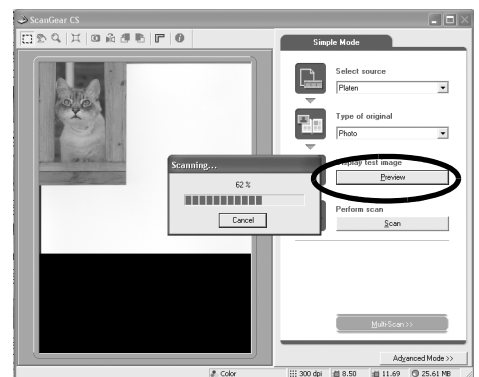 ScanGear CS
Simple Mode
Select source
Platen
Type of original
Photo
Display test image
Preview
Scanning...
62 %
Cancel
Perform scan
Scan
Multi-Scan >>
Advanced Mode >>
Color
300 dpi
8.50
11.69
25.61 MB